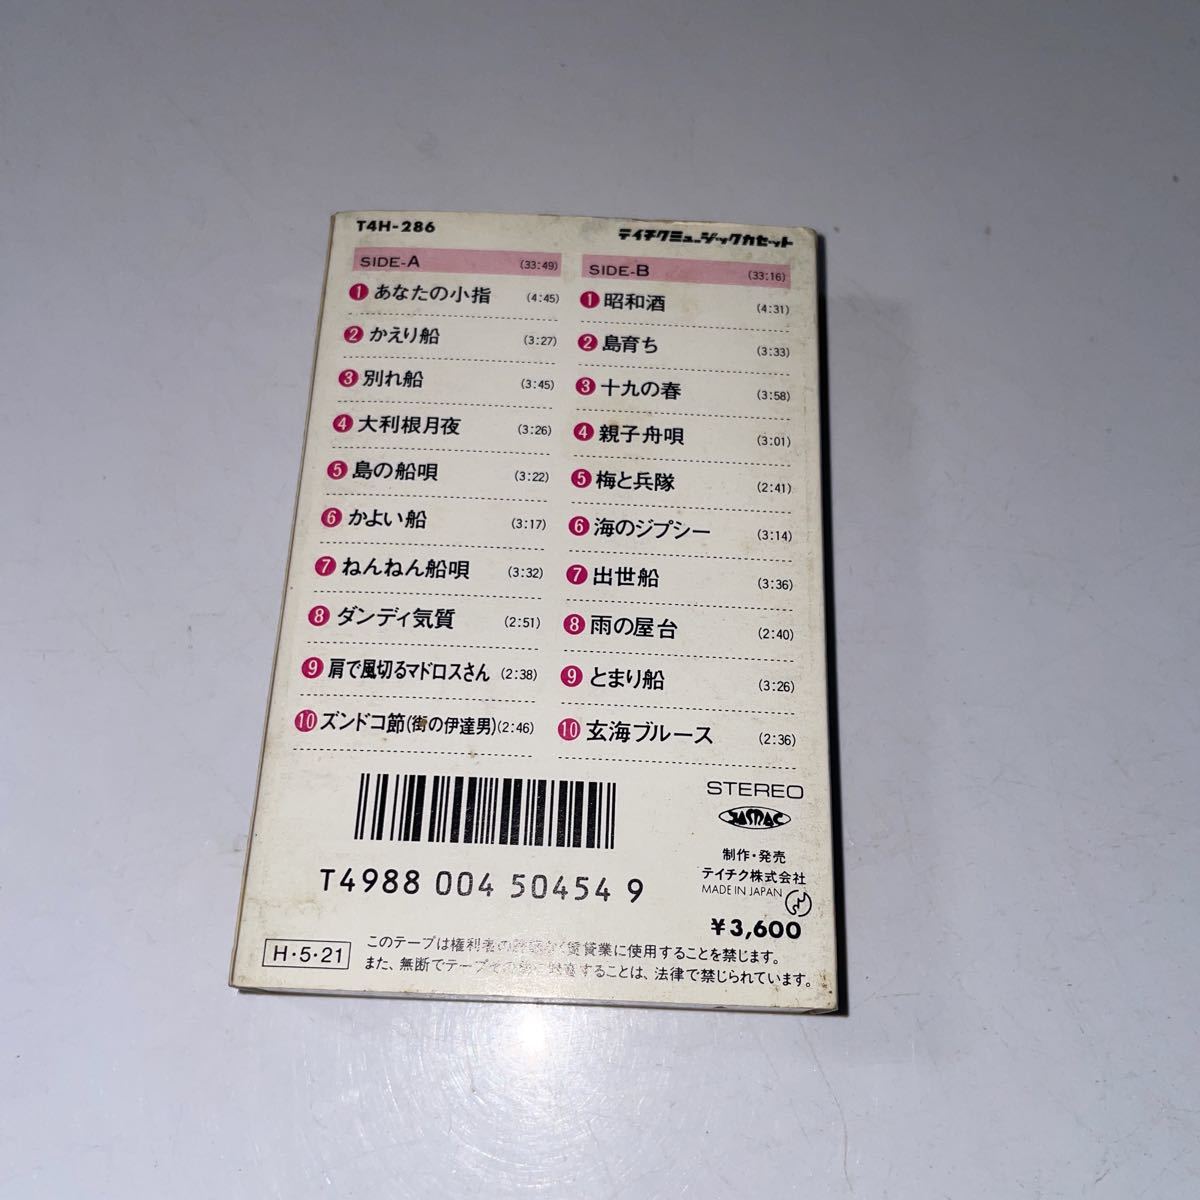 T4H-286
テイチクミュージックカセット
SIDE-A (33:49)
1 あなたの小指 (4:45)
2 かえり船 (3:27)
3 別れ船 (3:45)
4 大利根月夜 (3:26)
5 島の船唄 (3:22)
6 かよい船 (3:17)
7 ねんねん船唄 (3:32)
8 ダンディ気質 (2:51)
9 肩で風切るマドロスさん (2:38)
10 ズンドコ節(街の伊達男) (2:46)
SIDE-B (33:16)
1 昭和酒 (4:31)
2 島育ち (3:33)
3 十九の春 (3:58)
4 親子舟唄 (3:01)
5 梅と兵隊 (2:41)
6 海のジプシー (3:14)
7 出世船 (3:36)
8 雨の屋台 (2:40)
9 とまり船 (3:26)
10 玄海ブルース (2:36)
T4988 004 50454 9
STEREO
JASRAC
制作・発売
テイチク株式会社
MADE IN JAPAN
¥3,600
H・5・21
このテープは権利者の 賃貸業に使用することを禁じます。
また、無断でテープその することは、法律で禁じられています。